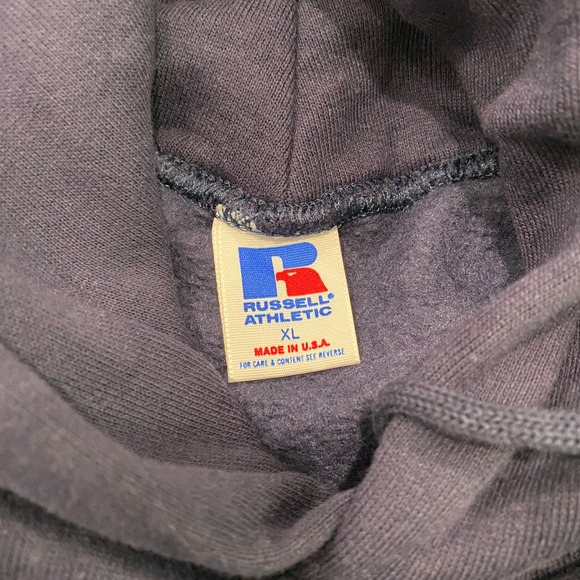 RUSSELL®
ATHLETIC
XL
MADE IN U.S.A.
FOR CARE & CONTENT SEE REVERSE